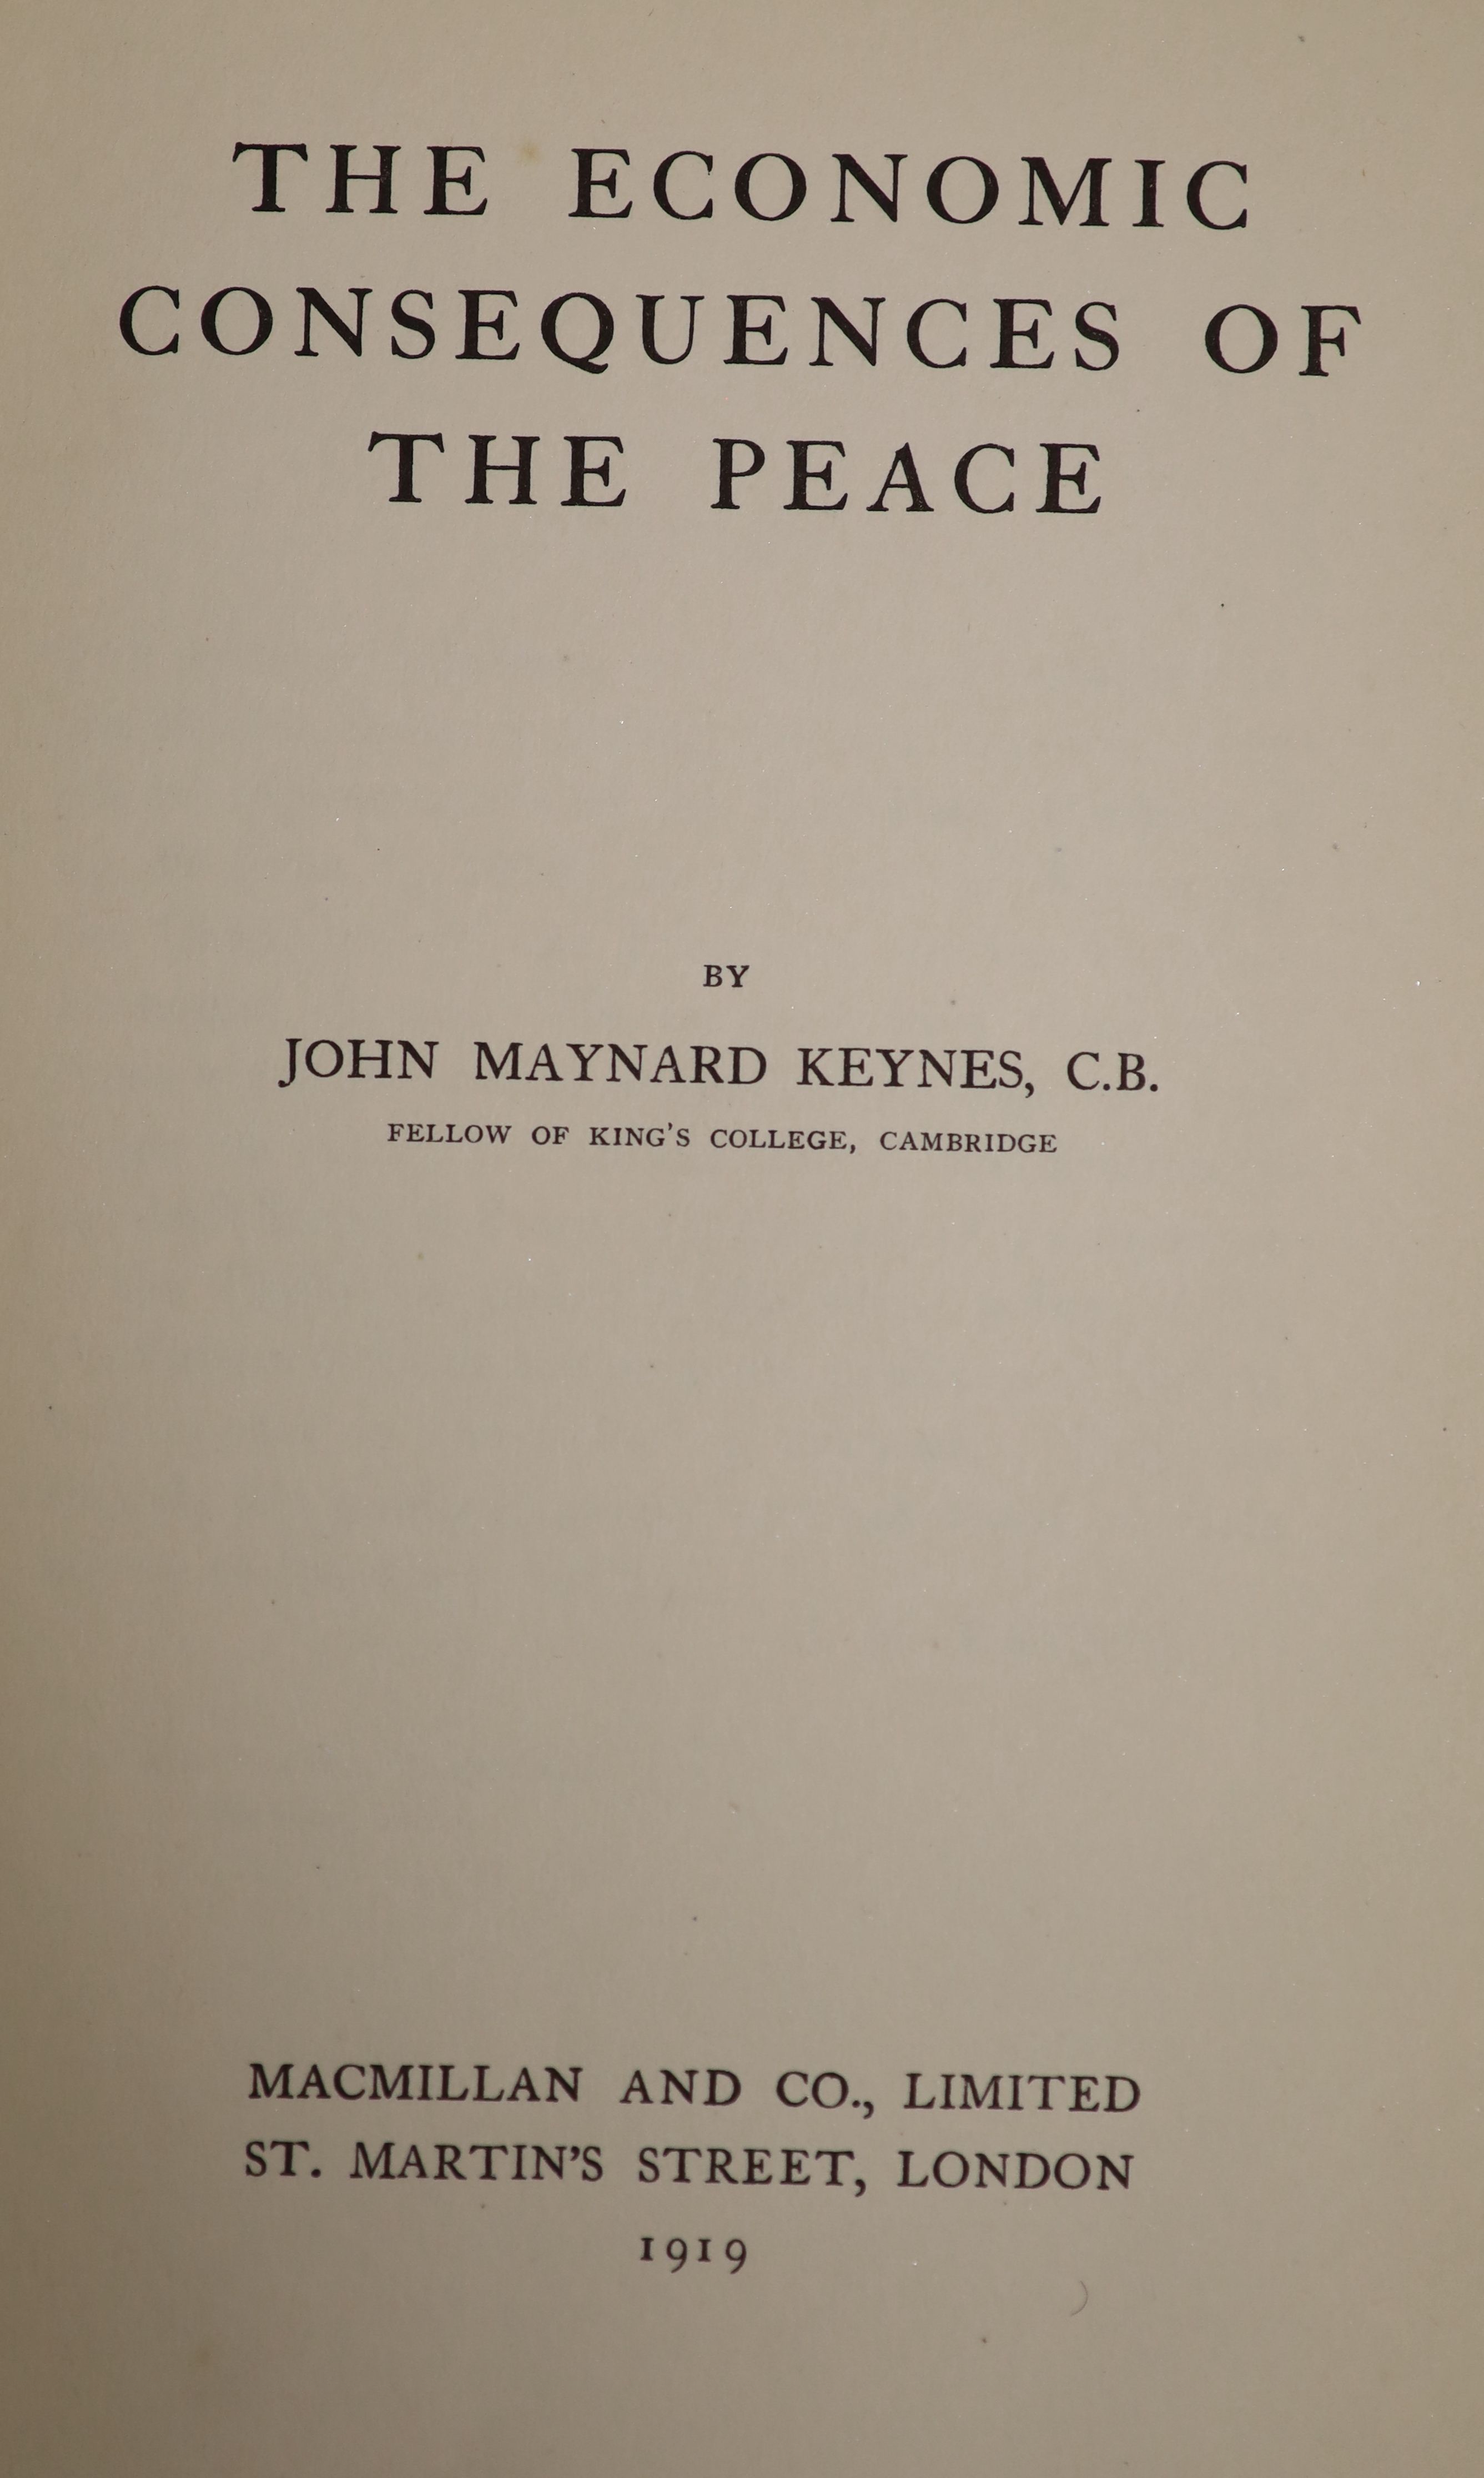 THE ECONOMIC
CONSEQUENCES OF
THE PEACE
BY
JOHN MAYNARD KEYNES, C.B.
FELLOW OF KING'S COLLEGE, CAMBRIDGE
MACMILLAN AND CO., LIMITED
ST. MARTIN'S STREET, LONDON
1919